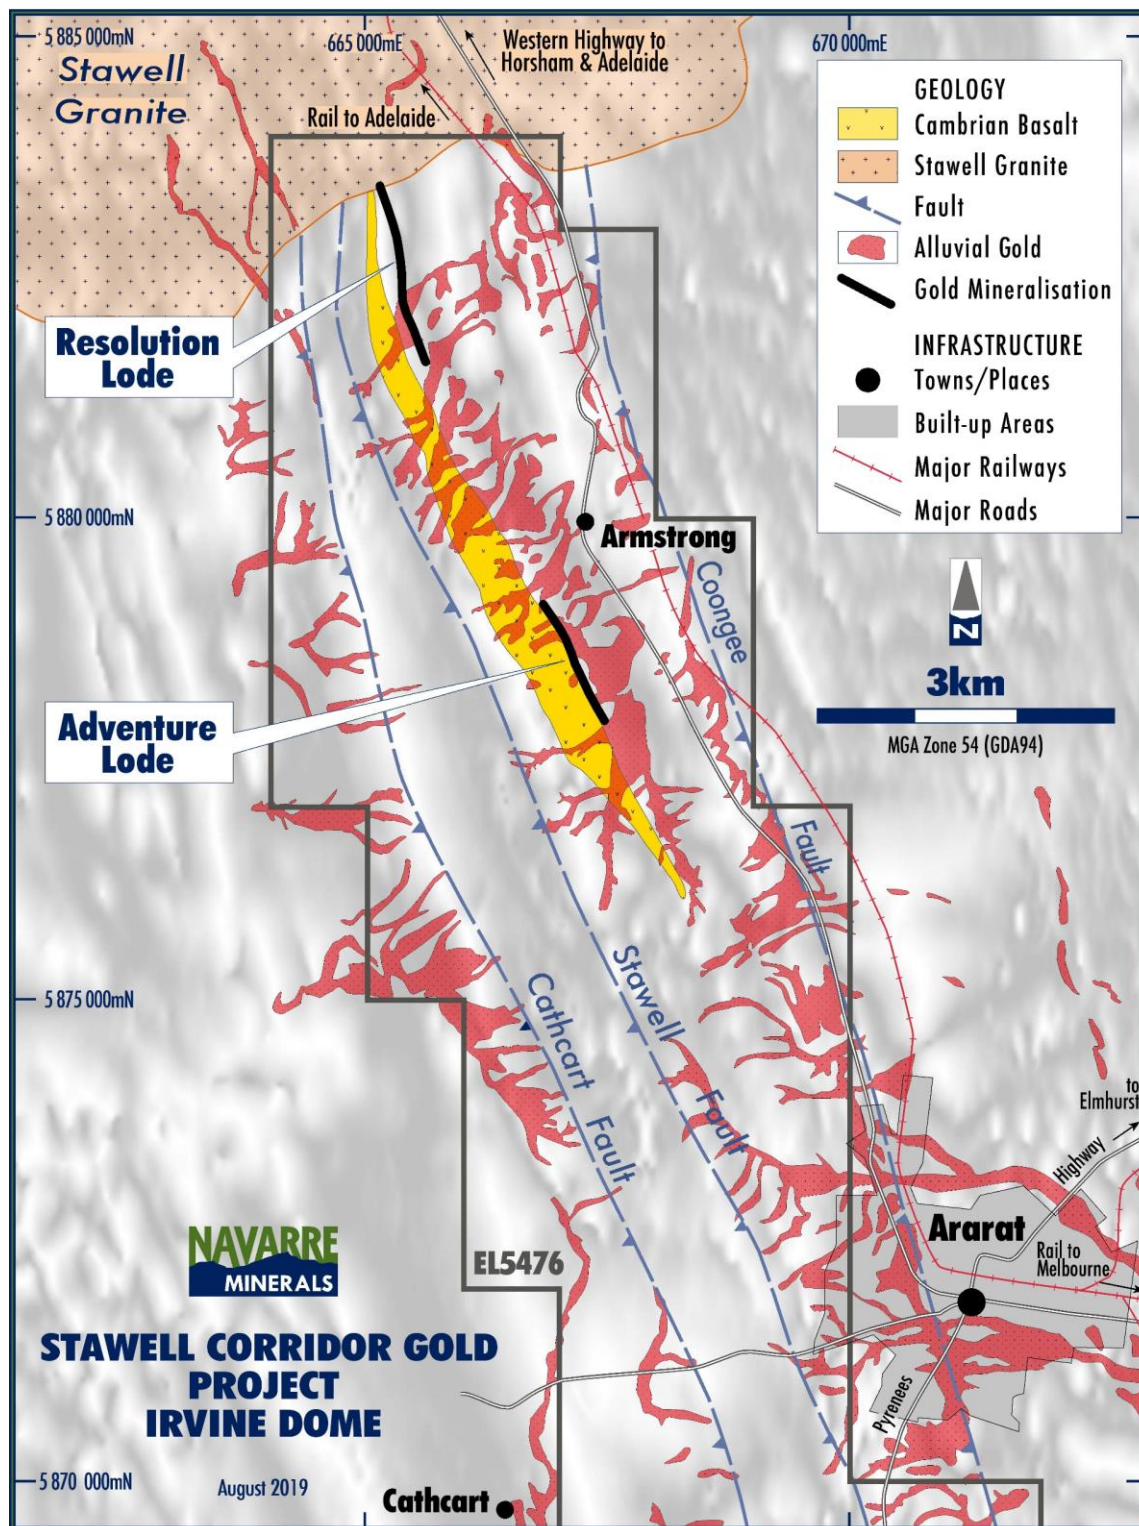 5 885 000mN
665 000mE
670 000mE
Western Highway to
Horsham & Adelaide
Stawell
Granite
Rail to Adelaide
GEOLOGY
Cambrian Basalt
Stawell Granite
Fault
Alluvial Gold
Gold Mineralisation
INFRASTRUCTURE
Towns/Places
Built-up Areas
Major Railways
Major Roads
Resolution
Lode
5 880 000mN
Armstrong
Coongee
Fault
N
3km
MGA Zone 54 (GDA94)
Adventure
Lode
5 875 000mN
Cathcart
Fault
Stawell
Fault
to
Elmhurst
Highway
Ararat
Rail to
Melbourne
Pyrenees
EL5476
NAVARRE
MINERALS
STAWELL CORRIDOR GOLD
PROJECT
IRVINE DOME
5 870 000mN
August 2019
Cathcart